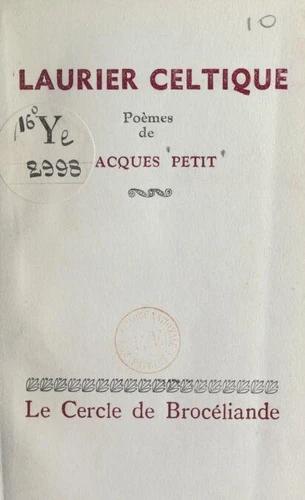 10
LAURIER CELTIQUE
Poèmes
de
ACQUES PETIT
16°
Ye
2998
Le Cercle de Brocéliande